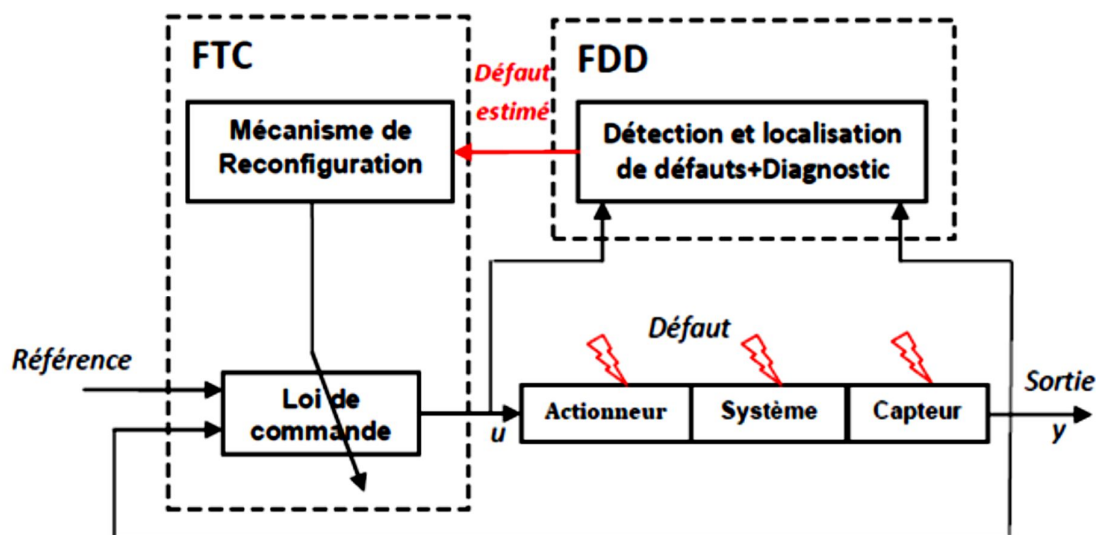 FTC
FDD
Défaut
estimé
Mécanisme de
Reconfiguration
Détection et localisation
de défauts+Diagnostic
Défaut
Référence
Loi de
commande
u
Actionneur
Système
Capteur
Sortie
y